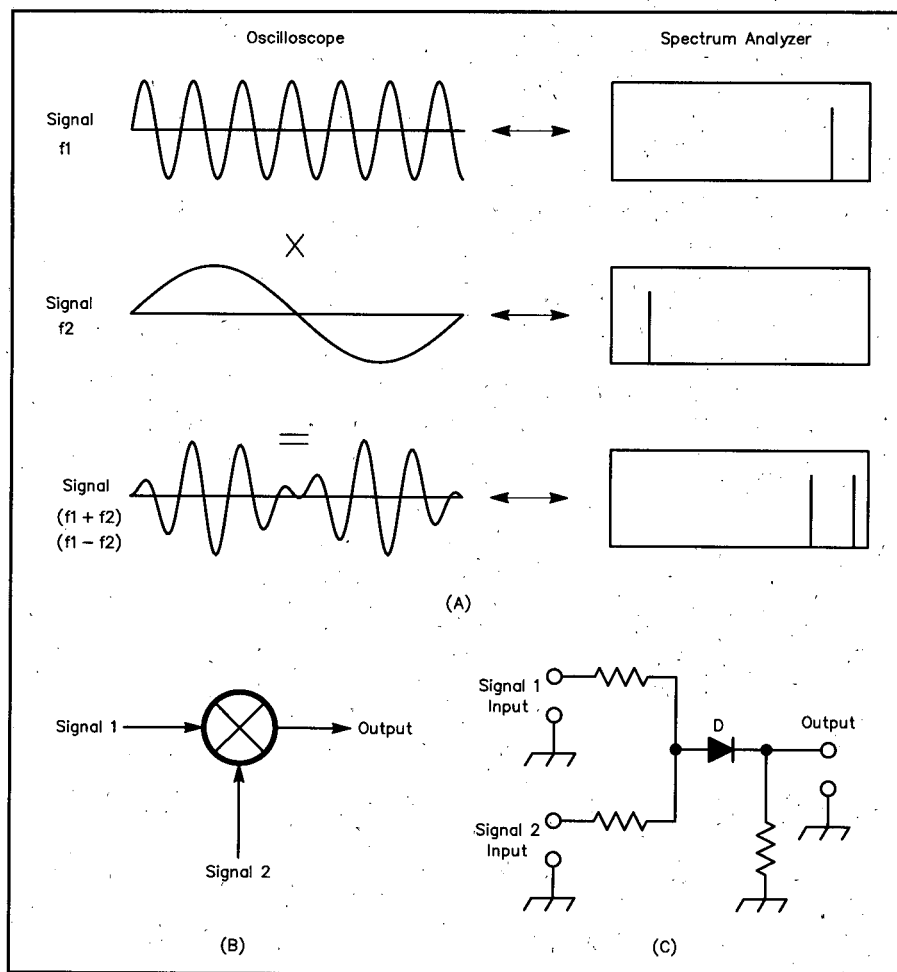 Oscilloscope
Spectrum Analyzer
Signal
f1
X
Signal
f2
=
Signal
(f1 + f2)
(f1 − f2)
(A)
Signal 1
Output
Signal 2
(B)
Signal 1
Input
D
Output
Signal 2
Input
(C)